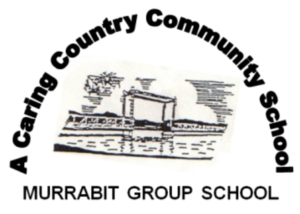 A Caring Country Community School
MURRABIT GROUP SCHOOL